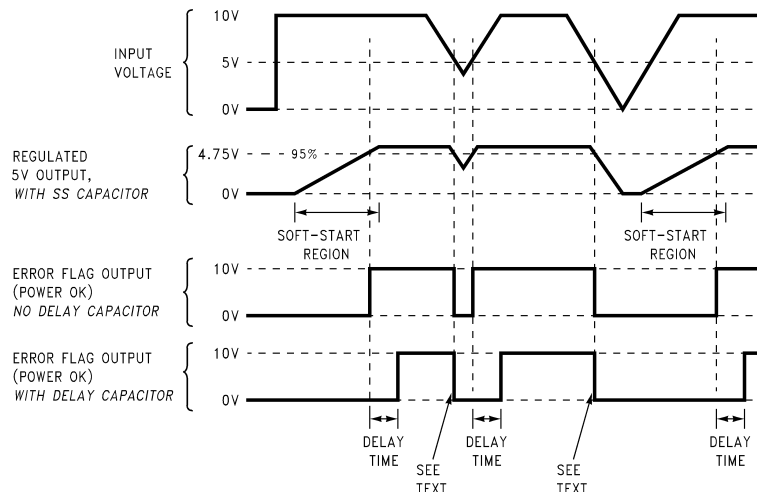 INPUT
VOLTAGE
10V
5V
0V
REGULATED
5V OUTPUT,
WITH SS CAPACITOR
4.75V
95%
0V
SOFT-START
REGION
SOFT-START
REGION
ERROR FLAG OUTPUT
(POWER OK)
NO DELAY CAPACITOR
10V
0V
ERROR FLAG OUTPUT
(POWER OK)
WITH DELAY CAPACITOR
10V
0V
DELAY
TIME
SEE
TEXT
DELAY
TIME
SEE
TEXT
DELAY
TIME